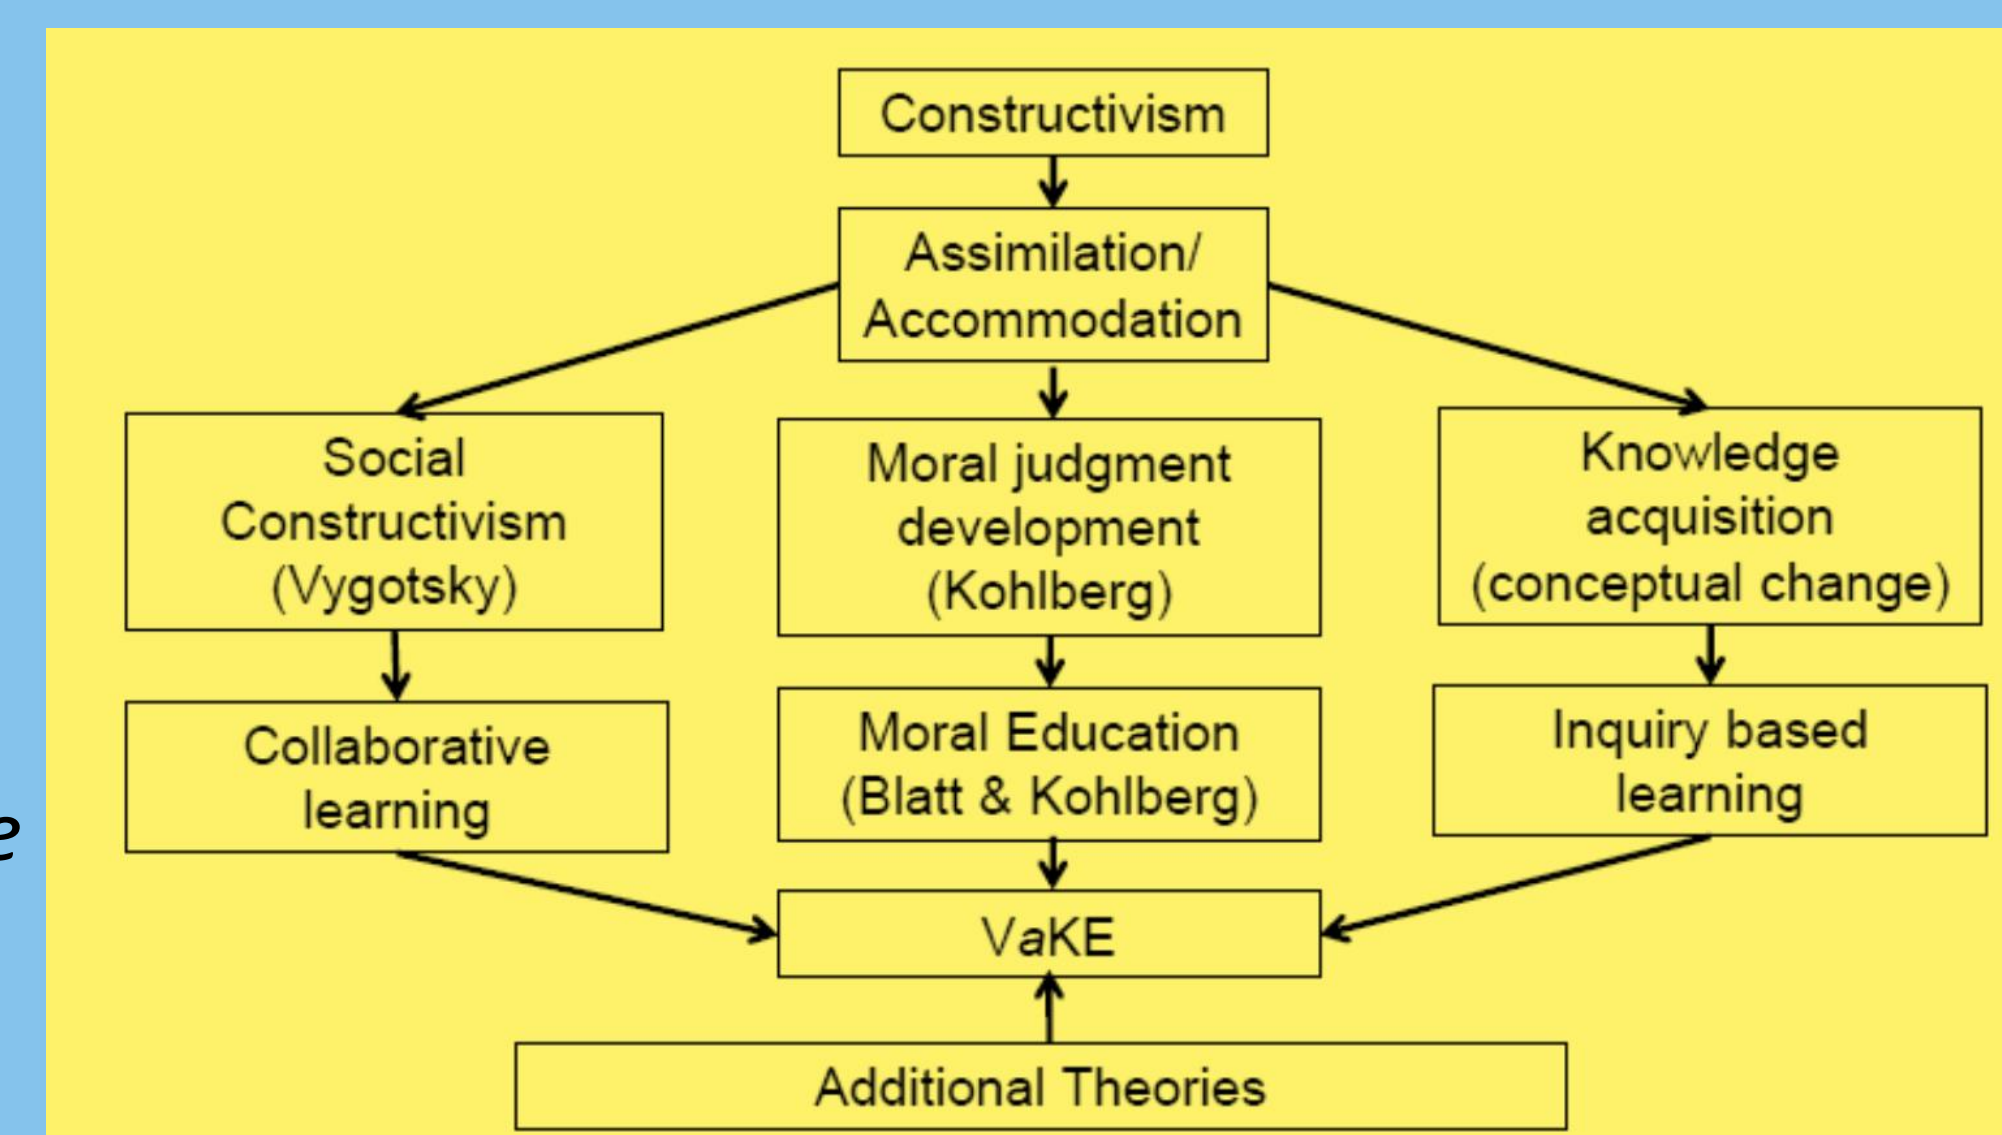 Constructivism
Assimilation/
Accommodation
Social
Constructivism
(Vygotsky)
Moral judgment
development
(Kohlberg)
Knowledge
acquisition
(conceptual change)
Collaborative
learning
Moral Education
(Blatt & Kohlberg)
Inquiry based
learning
e
VaKE
Additional Theories